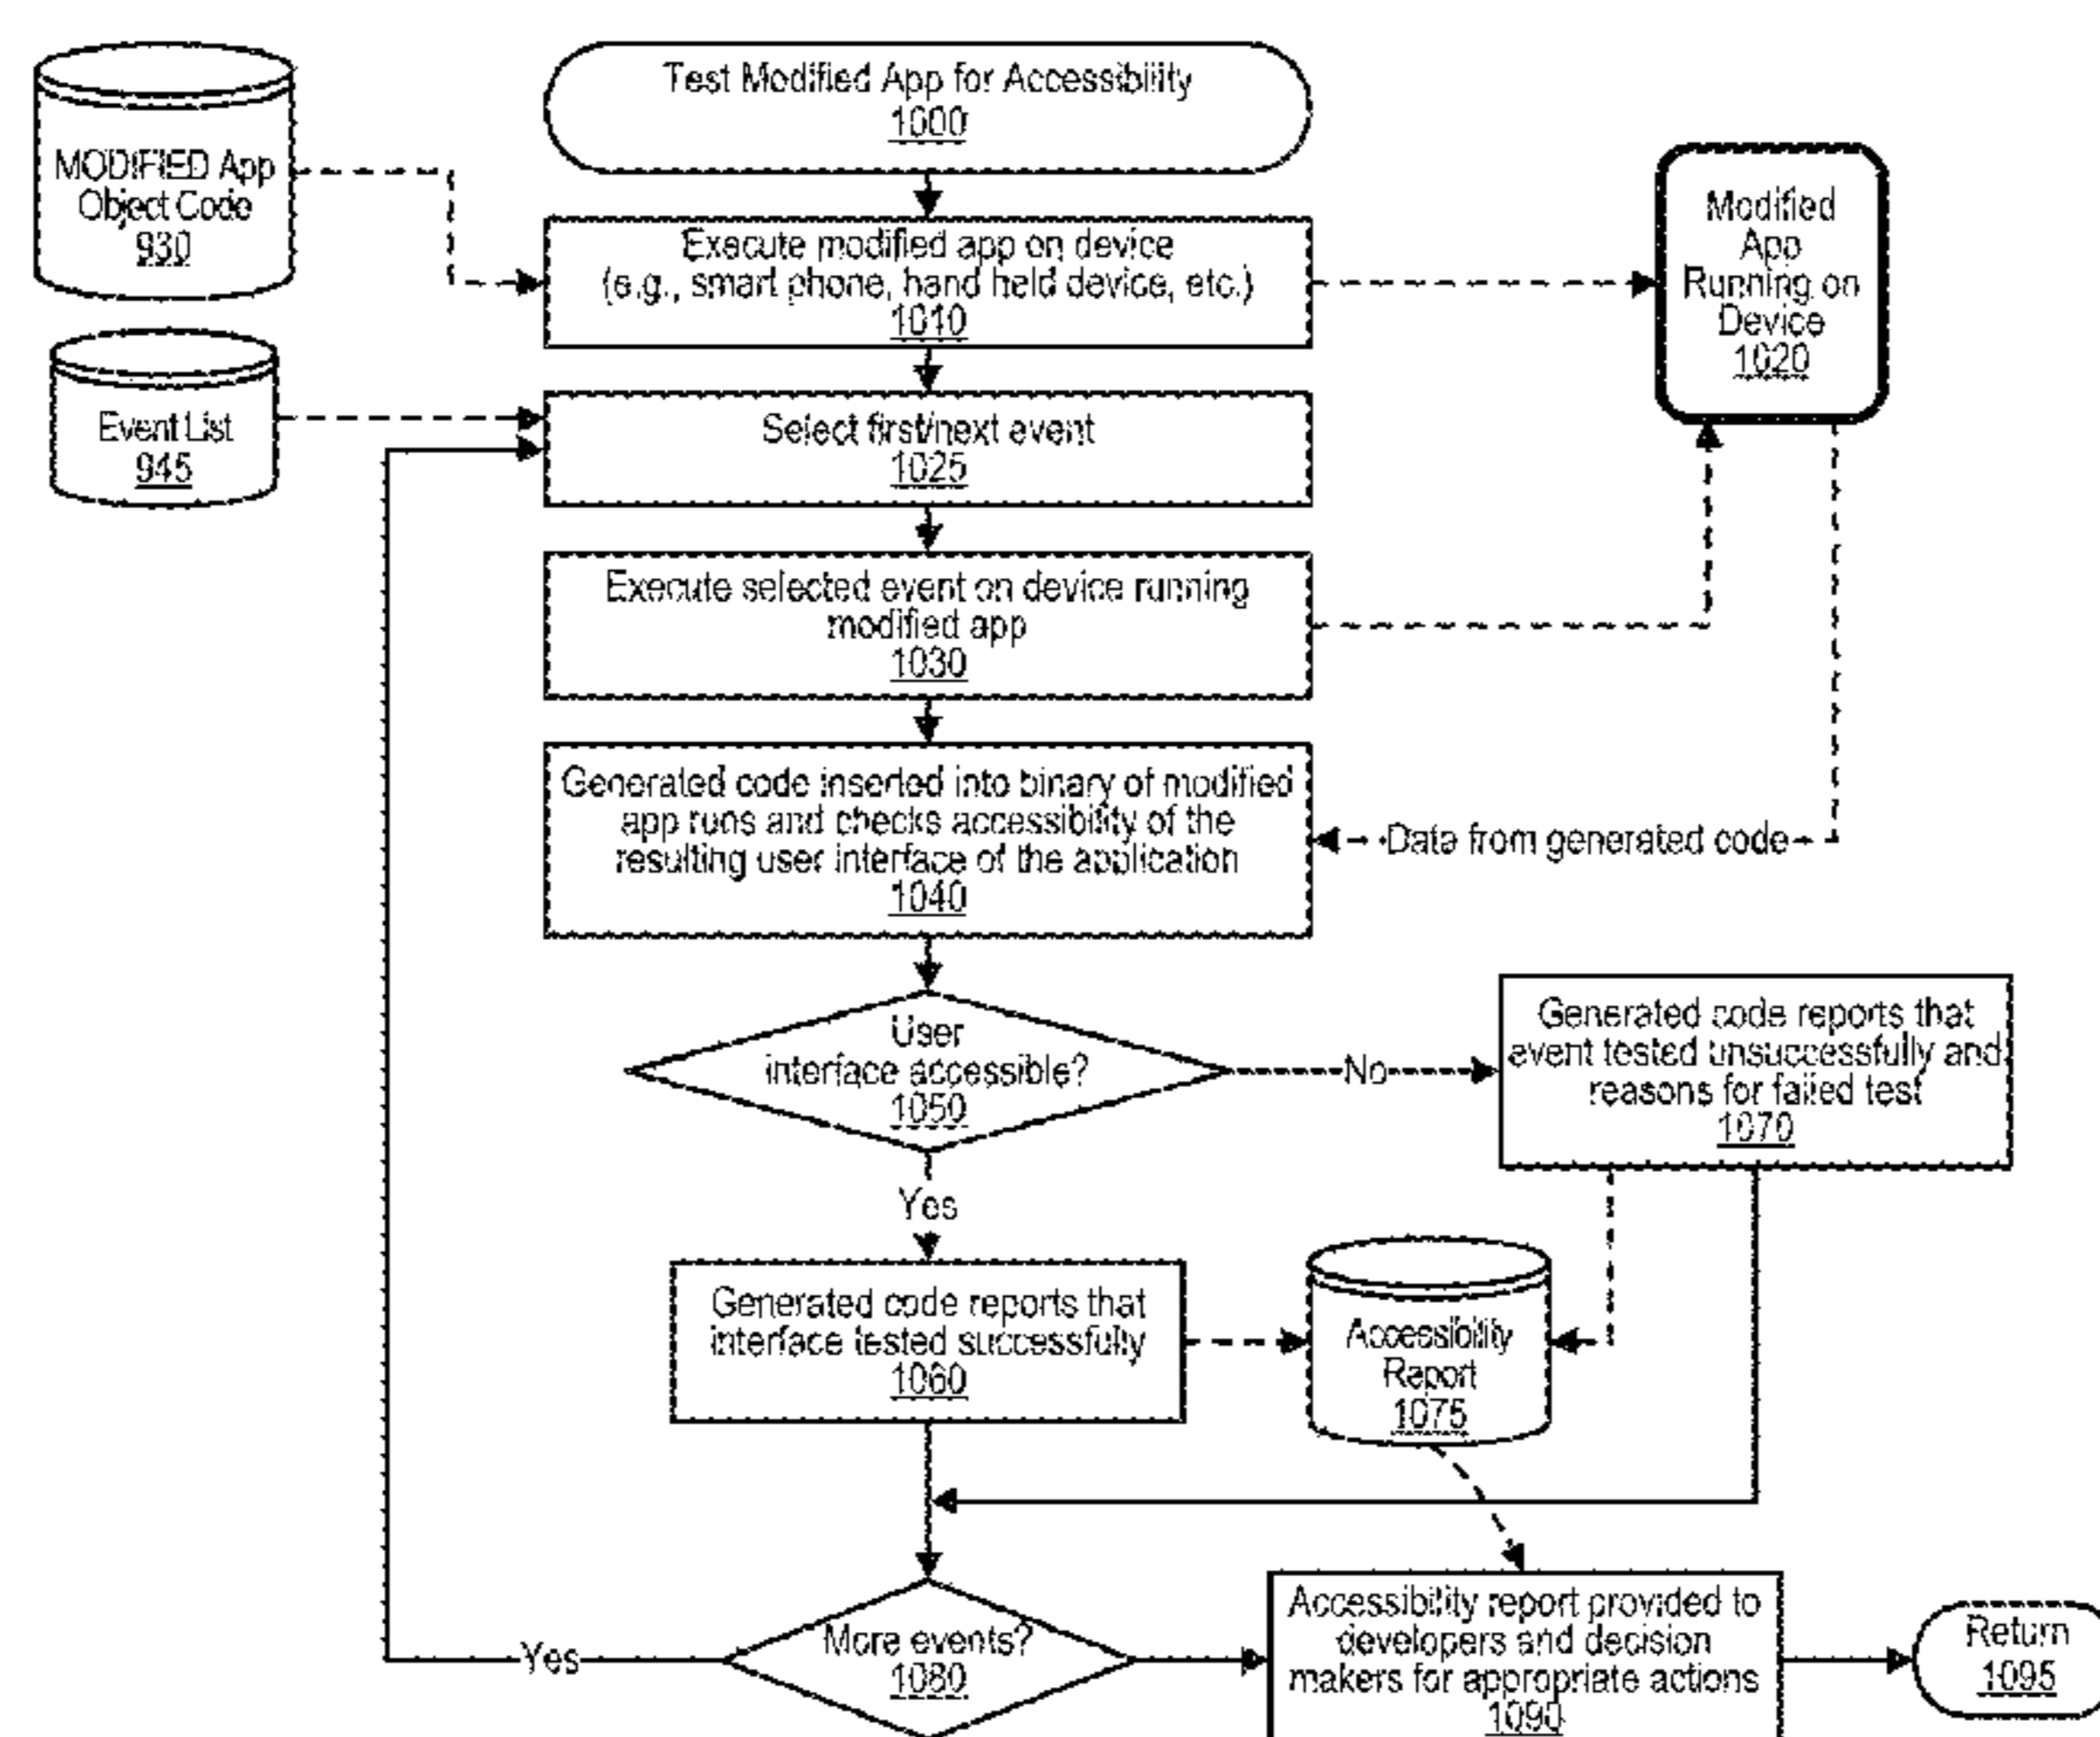 Test Modified App for Accessibility
1000
MODIFIED App
Object Code
930
Execute modified app on device
(e.g., smart phone, hand held device, etc.)
1010
Modified
App
Running on
Device
1020
Event List
945
Select first/next event
1025
Execute selected event on device running
modified app
1030
Generated code inserted into binary of modified
app runs and checks accessibility of the
resulting user interface of the application
1040
Data from generated code
User
interface accessible?
1050
No
Generated code reports that
event tested unsuccessfully and
reasons for failed test
1070
Yes
Generated code reports that
interface tested successfully
1060
Accessibility
Report
1075
Yes
More events?
1080
Accessibility report provided to
developers and decision
makers for appropriate actions
1090
Return
1095